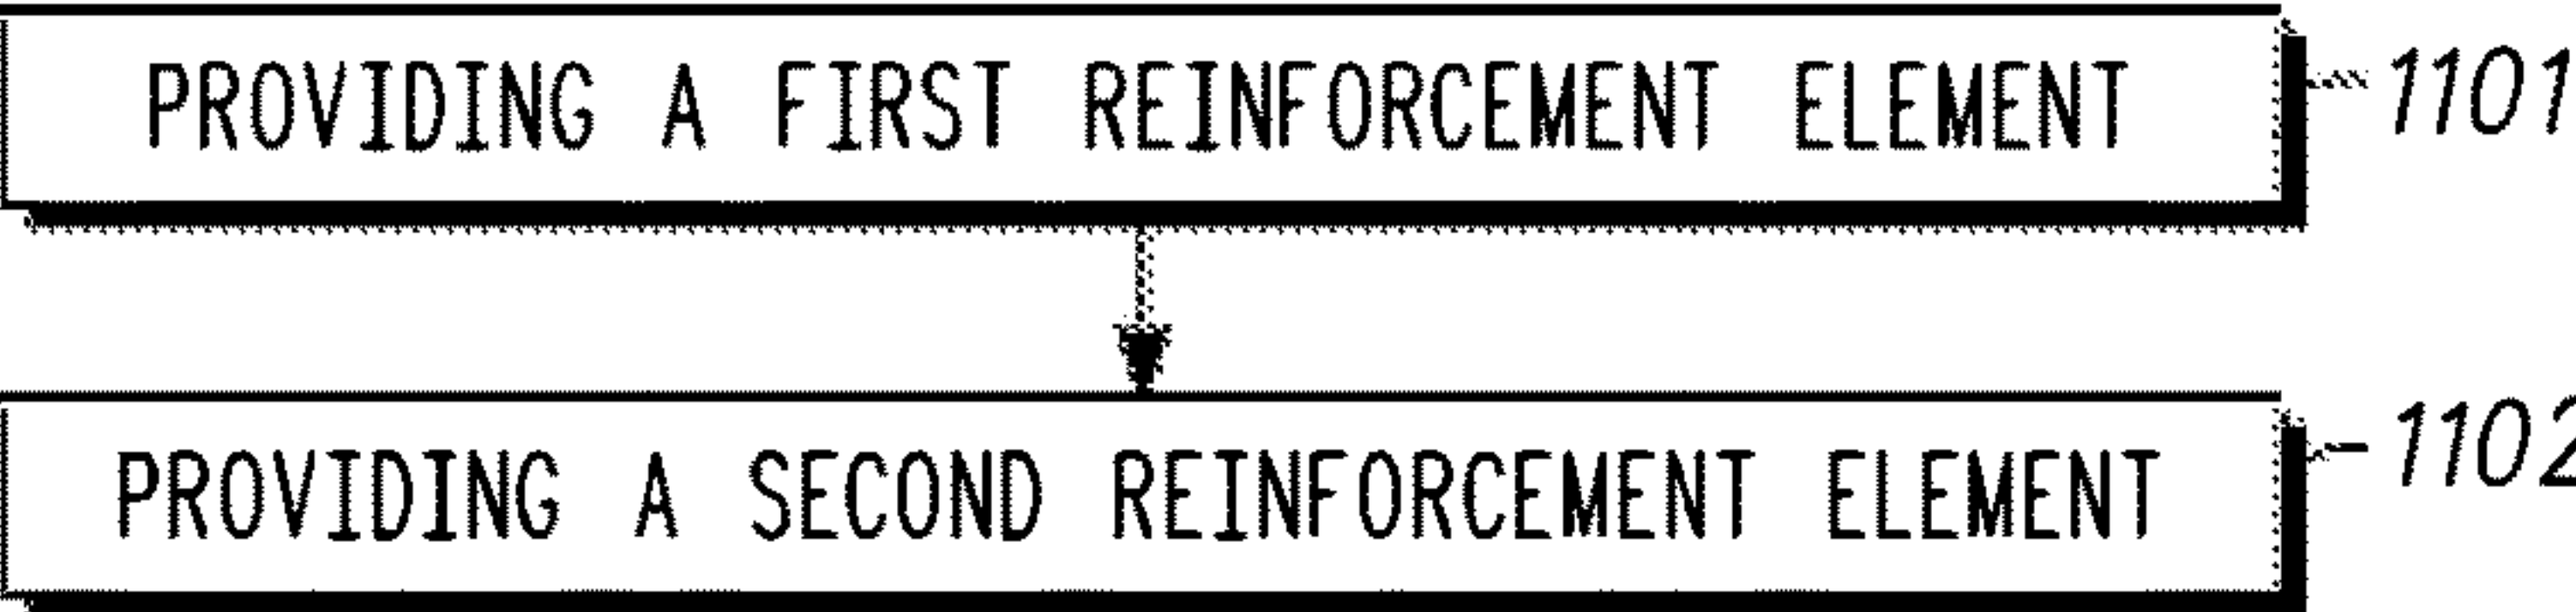 PROVIDING A FIRST REINFORCEMENT ELEMENT 1101
PROVIDING A SECOND REINFORCEMENT ELEMENT 1102